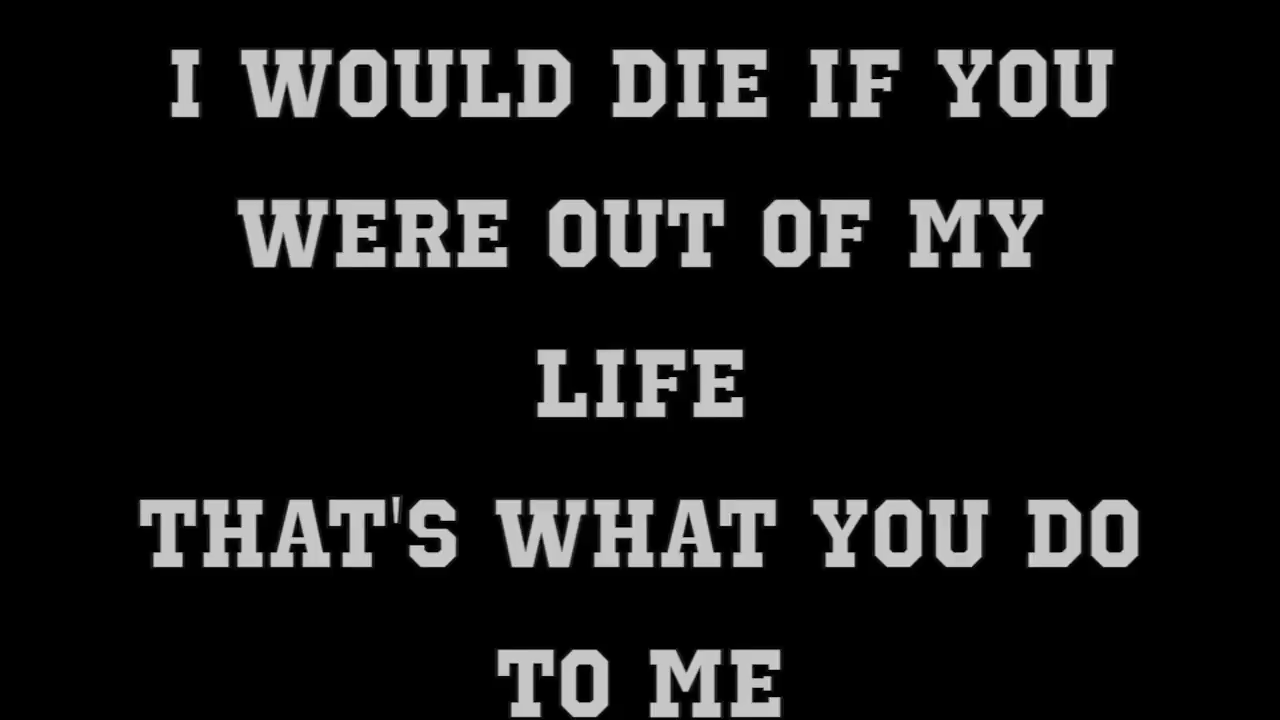 I WOULD DIE IF YOU
WERE OUT OF MY
LIFE
THAT'S WHAT YOU DO
TO ME